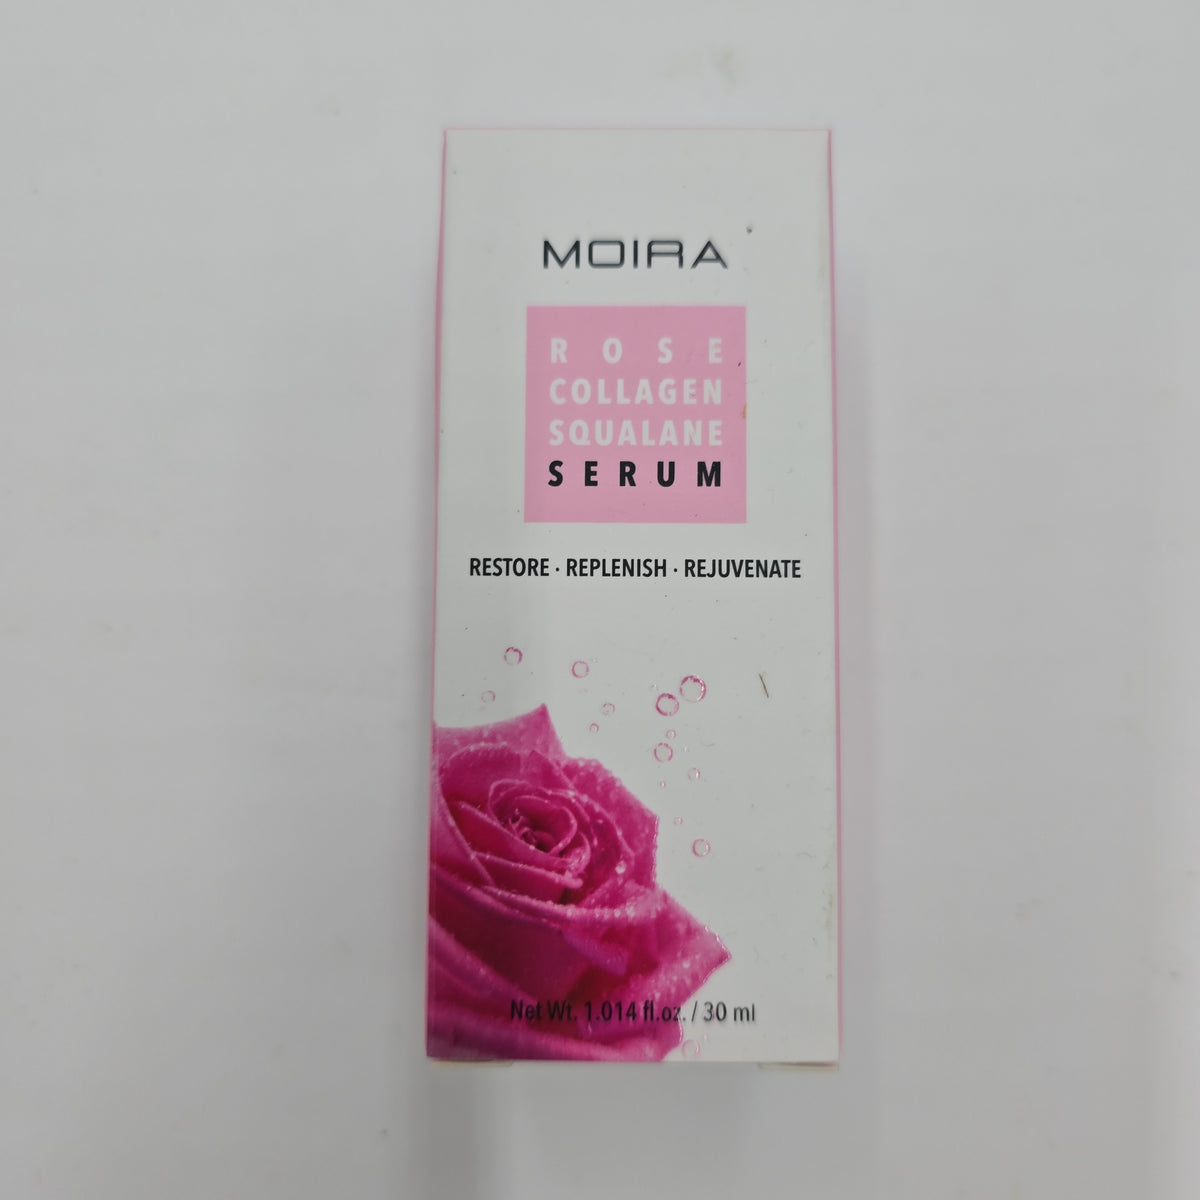 MOIRA
ROSE
COLLAGEN
SQUALANE
SERUM
RESTORE · REPLENISH · REJUVENATE
Net Wt. 1.014 fl.oz. / 30 ml